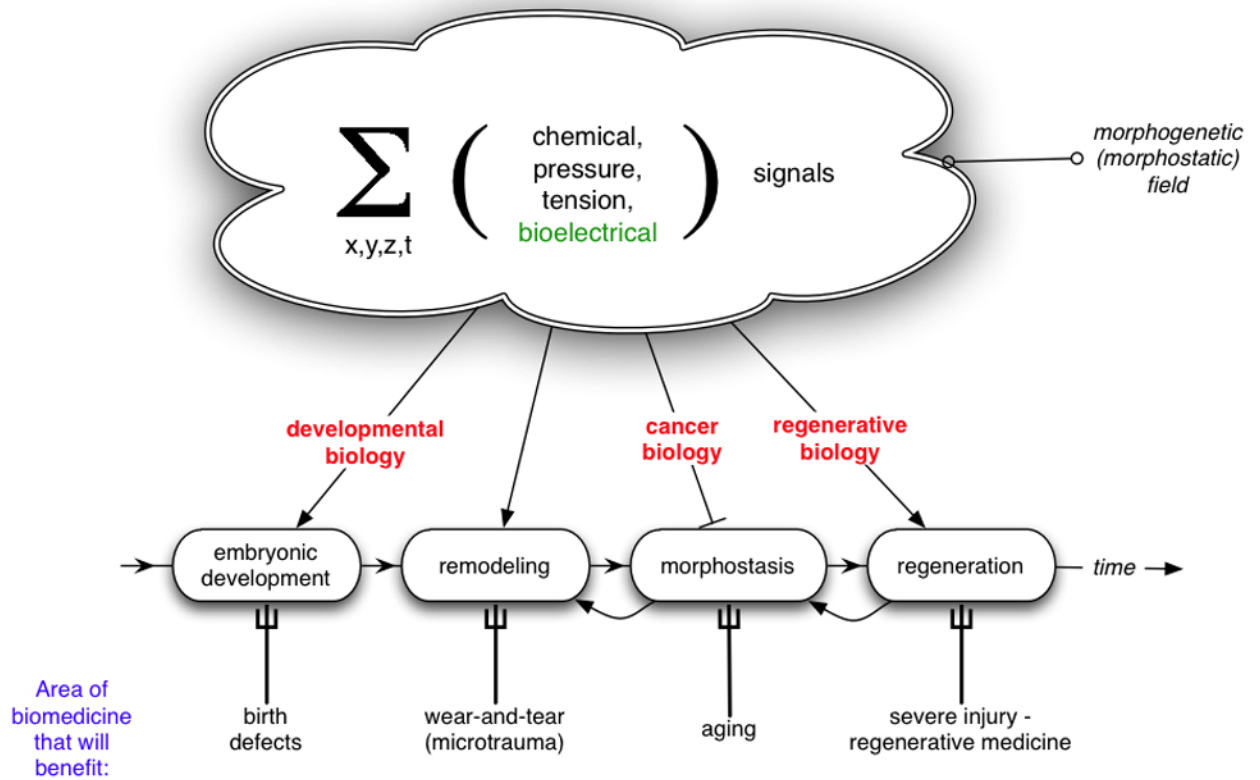 chemical,
pressure,
tension,
bioelectrical
Σ
( )
signals
x,y,z,t
morphogenetic
(morphostatic)
field
developmental
biology
cancer
biology
regenerative
biology
embryonic
development
remodeling
morphostasis
regeneration
time
Area of
biomedicine
that will
benefit:
birth
defects
wear-and-tear
(microtrauma)
aging
severe injury -
regenerative medicine